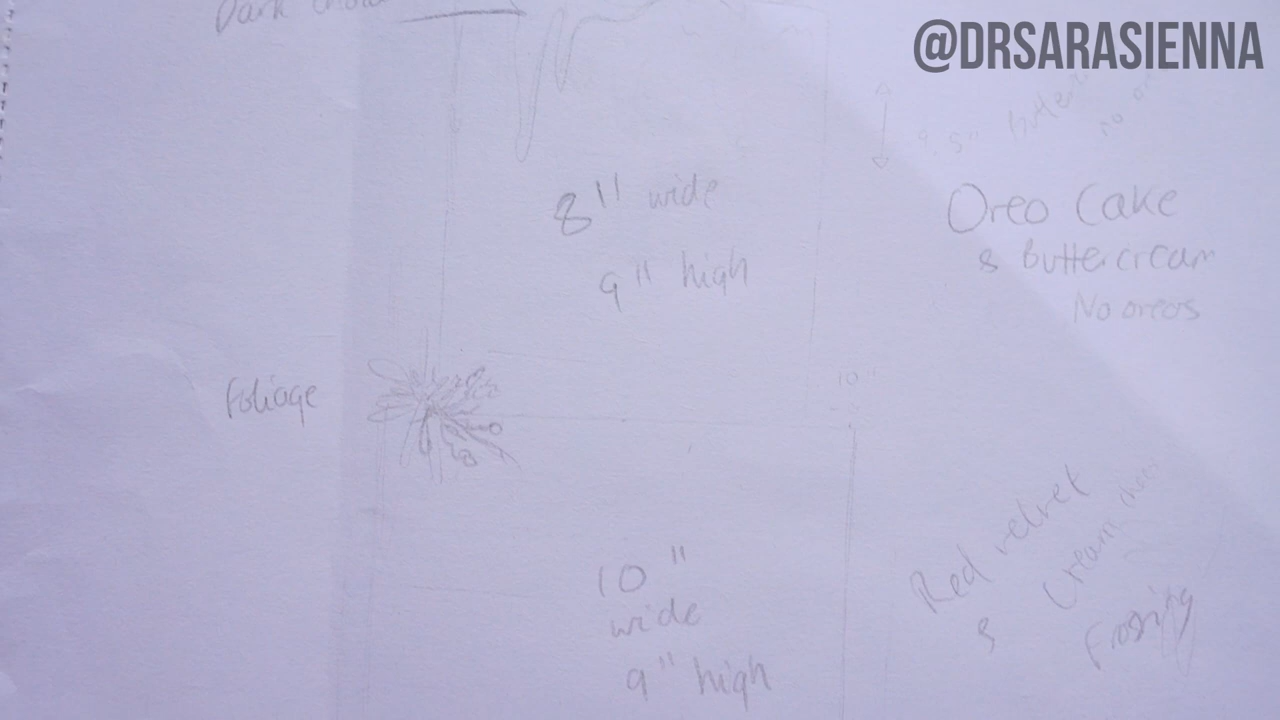 Dark
@DRSARASIENNA
8" wide
9" high
Oreo Cake
& Buttercream
No oreos
Foliage
10"
10"
wide
9" high
Red velvet
&
Cream cheese
Frosting